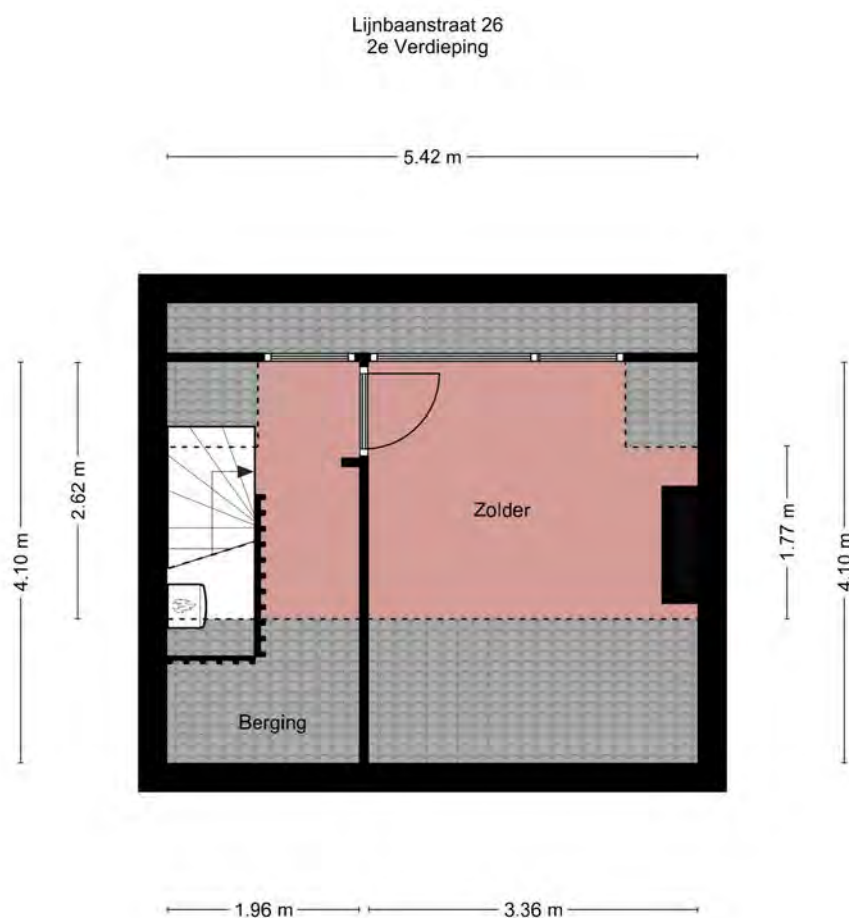 Lijnbaanstraat 26
2e Verdieping
5.42 m
4.10 m
2.62 m
Zolder
1.77 m
4.10 m
Berging
1.96 m
3.36 m